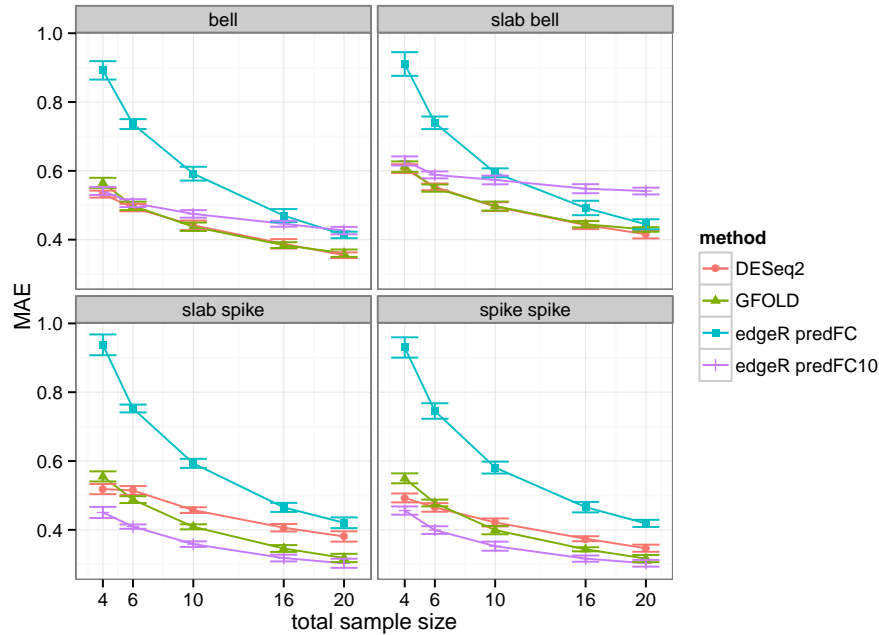 bell
slab bell
1.0
0.8
0.6
0.4
MAE
slab spike
spike spike
1.0
0.8
0.6
0.4
4 6 10 16 20
4 6 10 16 20
total sample size
method
DESeq2
GFOLD
edgeR predFC
edgeR predFC10